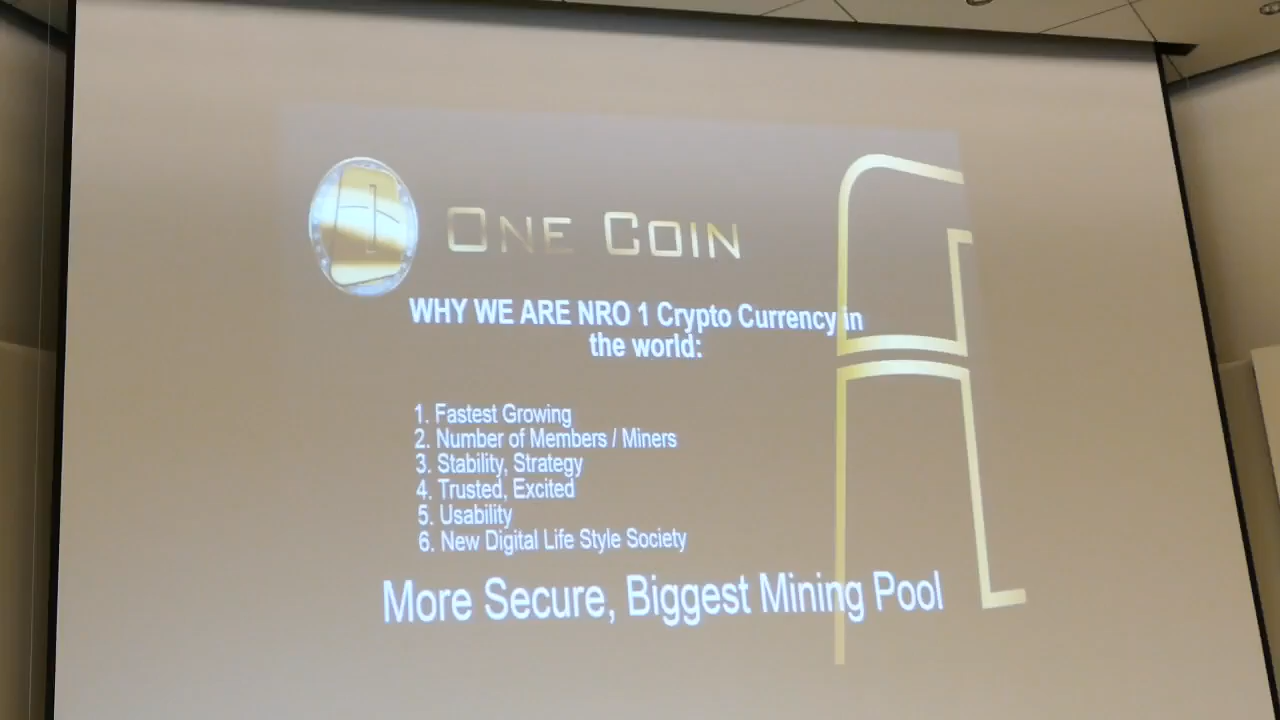 ONE COIN
WHY WE ARE NRO 1 Crypto Currency in
the world:
1. Fastest Growing
2. Number of Members / Miners
3. Stability, Strategy
4. Trusted, Excited
5. Usability
6. New Digital Life Style Society
More Secure, Biggest Mining Pool